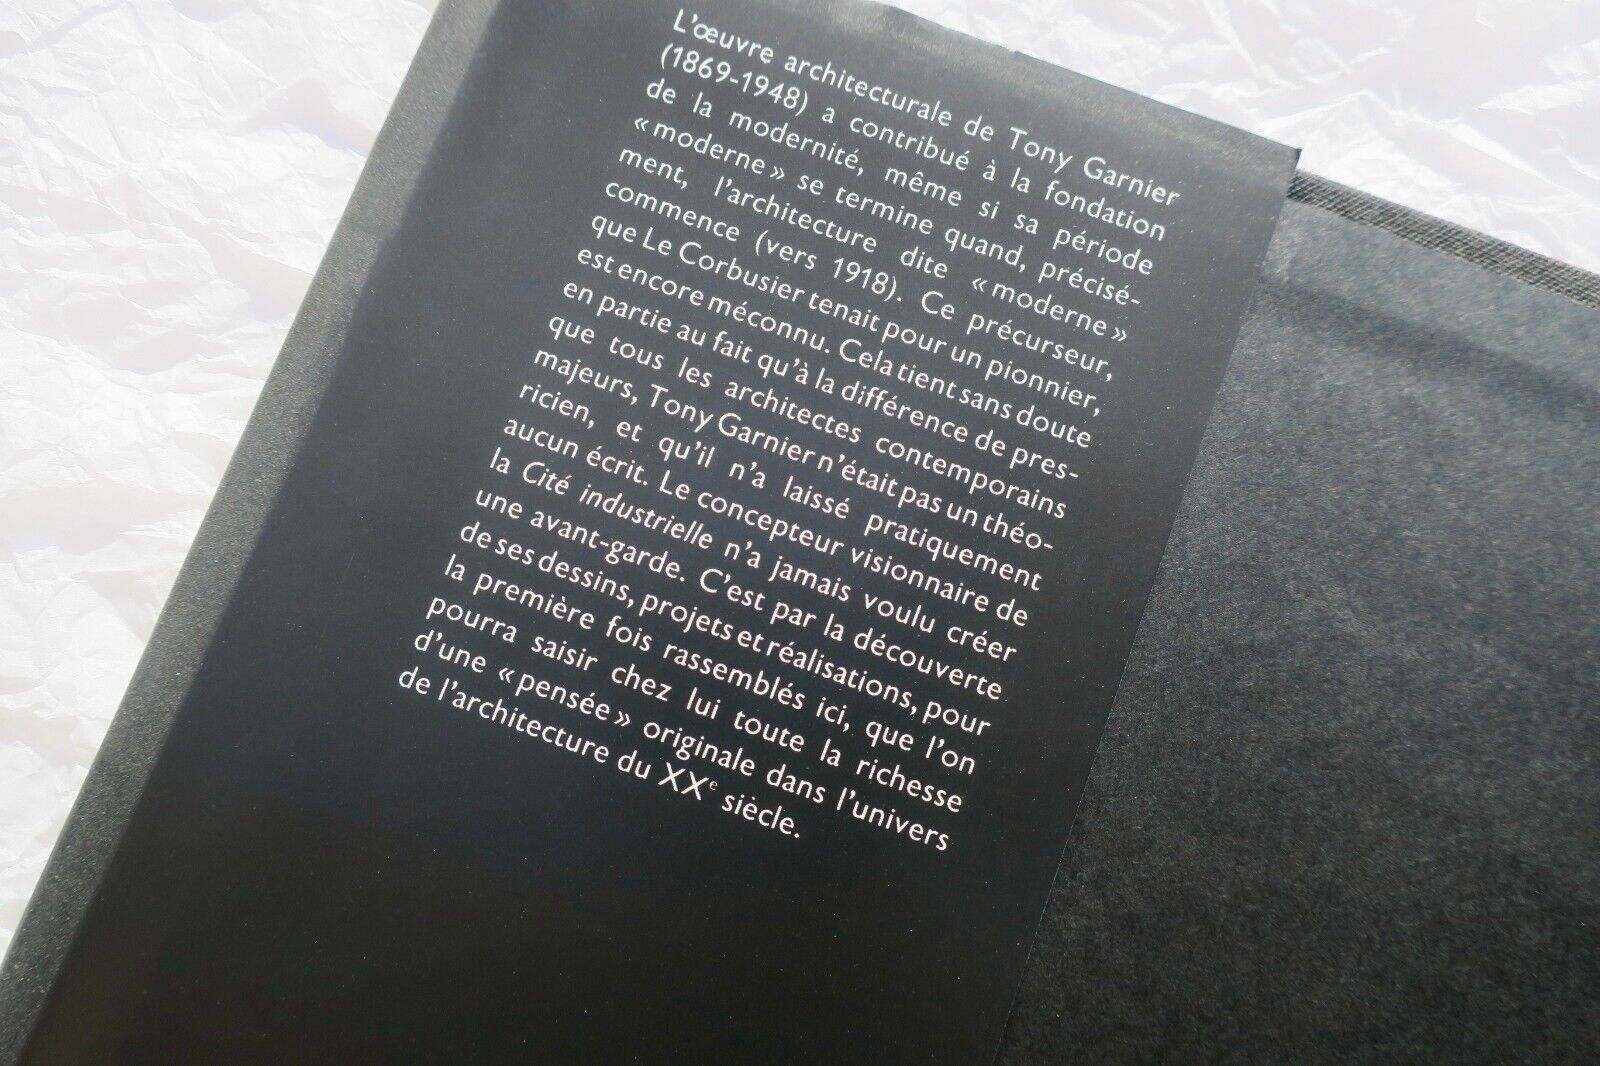 L'œuvre architecturale de Tony Garnier
(1869-1948) a contribué à la fondation
de la modernité, même si sa période
«moderne» se termine quand, précisé-
ment, l'architecture dite «moderne»
commence (vers 1918). Ce précurseur,
que Le Corbusier tenait pour un pionnier,
est encore méconnu. Cela tient sans doute
en partie au fait qu'à la différence de pres-
que tous les architectes contemporains
majeurs, Tony Garnier n'était pas un théo-
ricien, et qu'il n'a laissé pratiquement
aucun écrit. Le concepteur visionnaire de
la Cité industrielle n'a jamais voulu créer
une avant-garde. C'est par la découverte
de ses dessins, projets et réalisations, pour
la première fois rassemblés ici, que l'on
pourra saisir chez lui toute la richesse
d'une «pensée» originale dans l'univers
de l'architecture du XXe siècle.